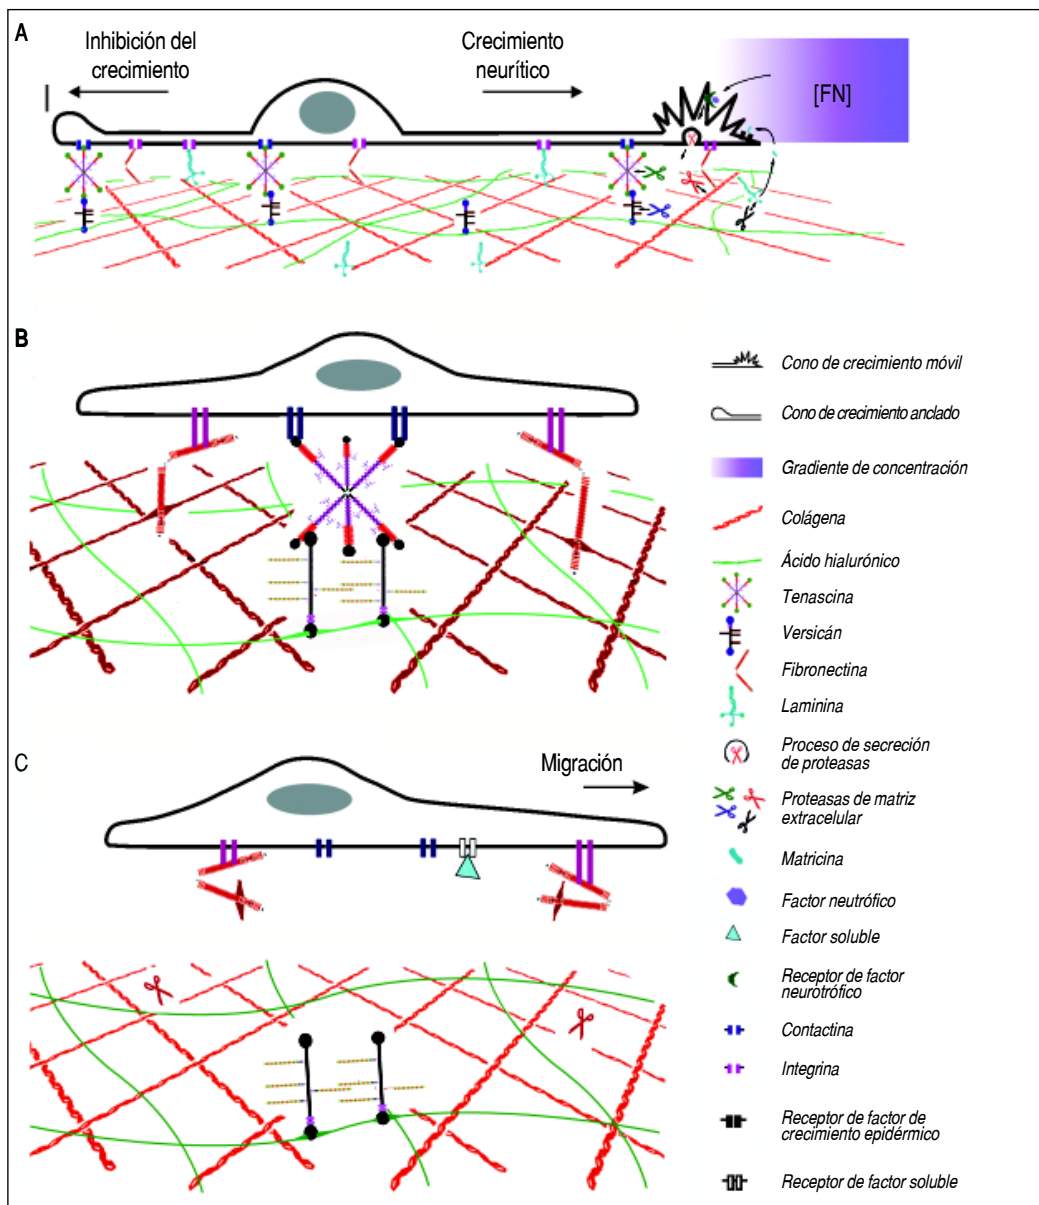 A
Inhibición del
crecimiento
Crecimiento
neurítico
[FN]
B
Cono de crecimiento móvil
Cono de crecimiento anclado
Gradiente de concentración
Colágena
Ácido hialurónico
Tenascina
Versicán
Fibronectina
Laminina
Proceso de secreción
de proteasas
Proteasas de matriz
extracelular
Matricina
Factor neutrófico
Factor soluble
Receptor de factor
neurotrófico
Contactina
Integrina
Receptor de factor de
crecimiento epidérmico
Receptor de factor soluble
C
Migración